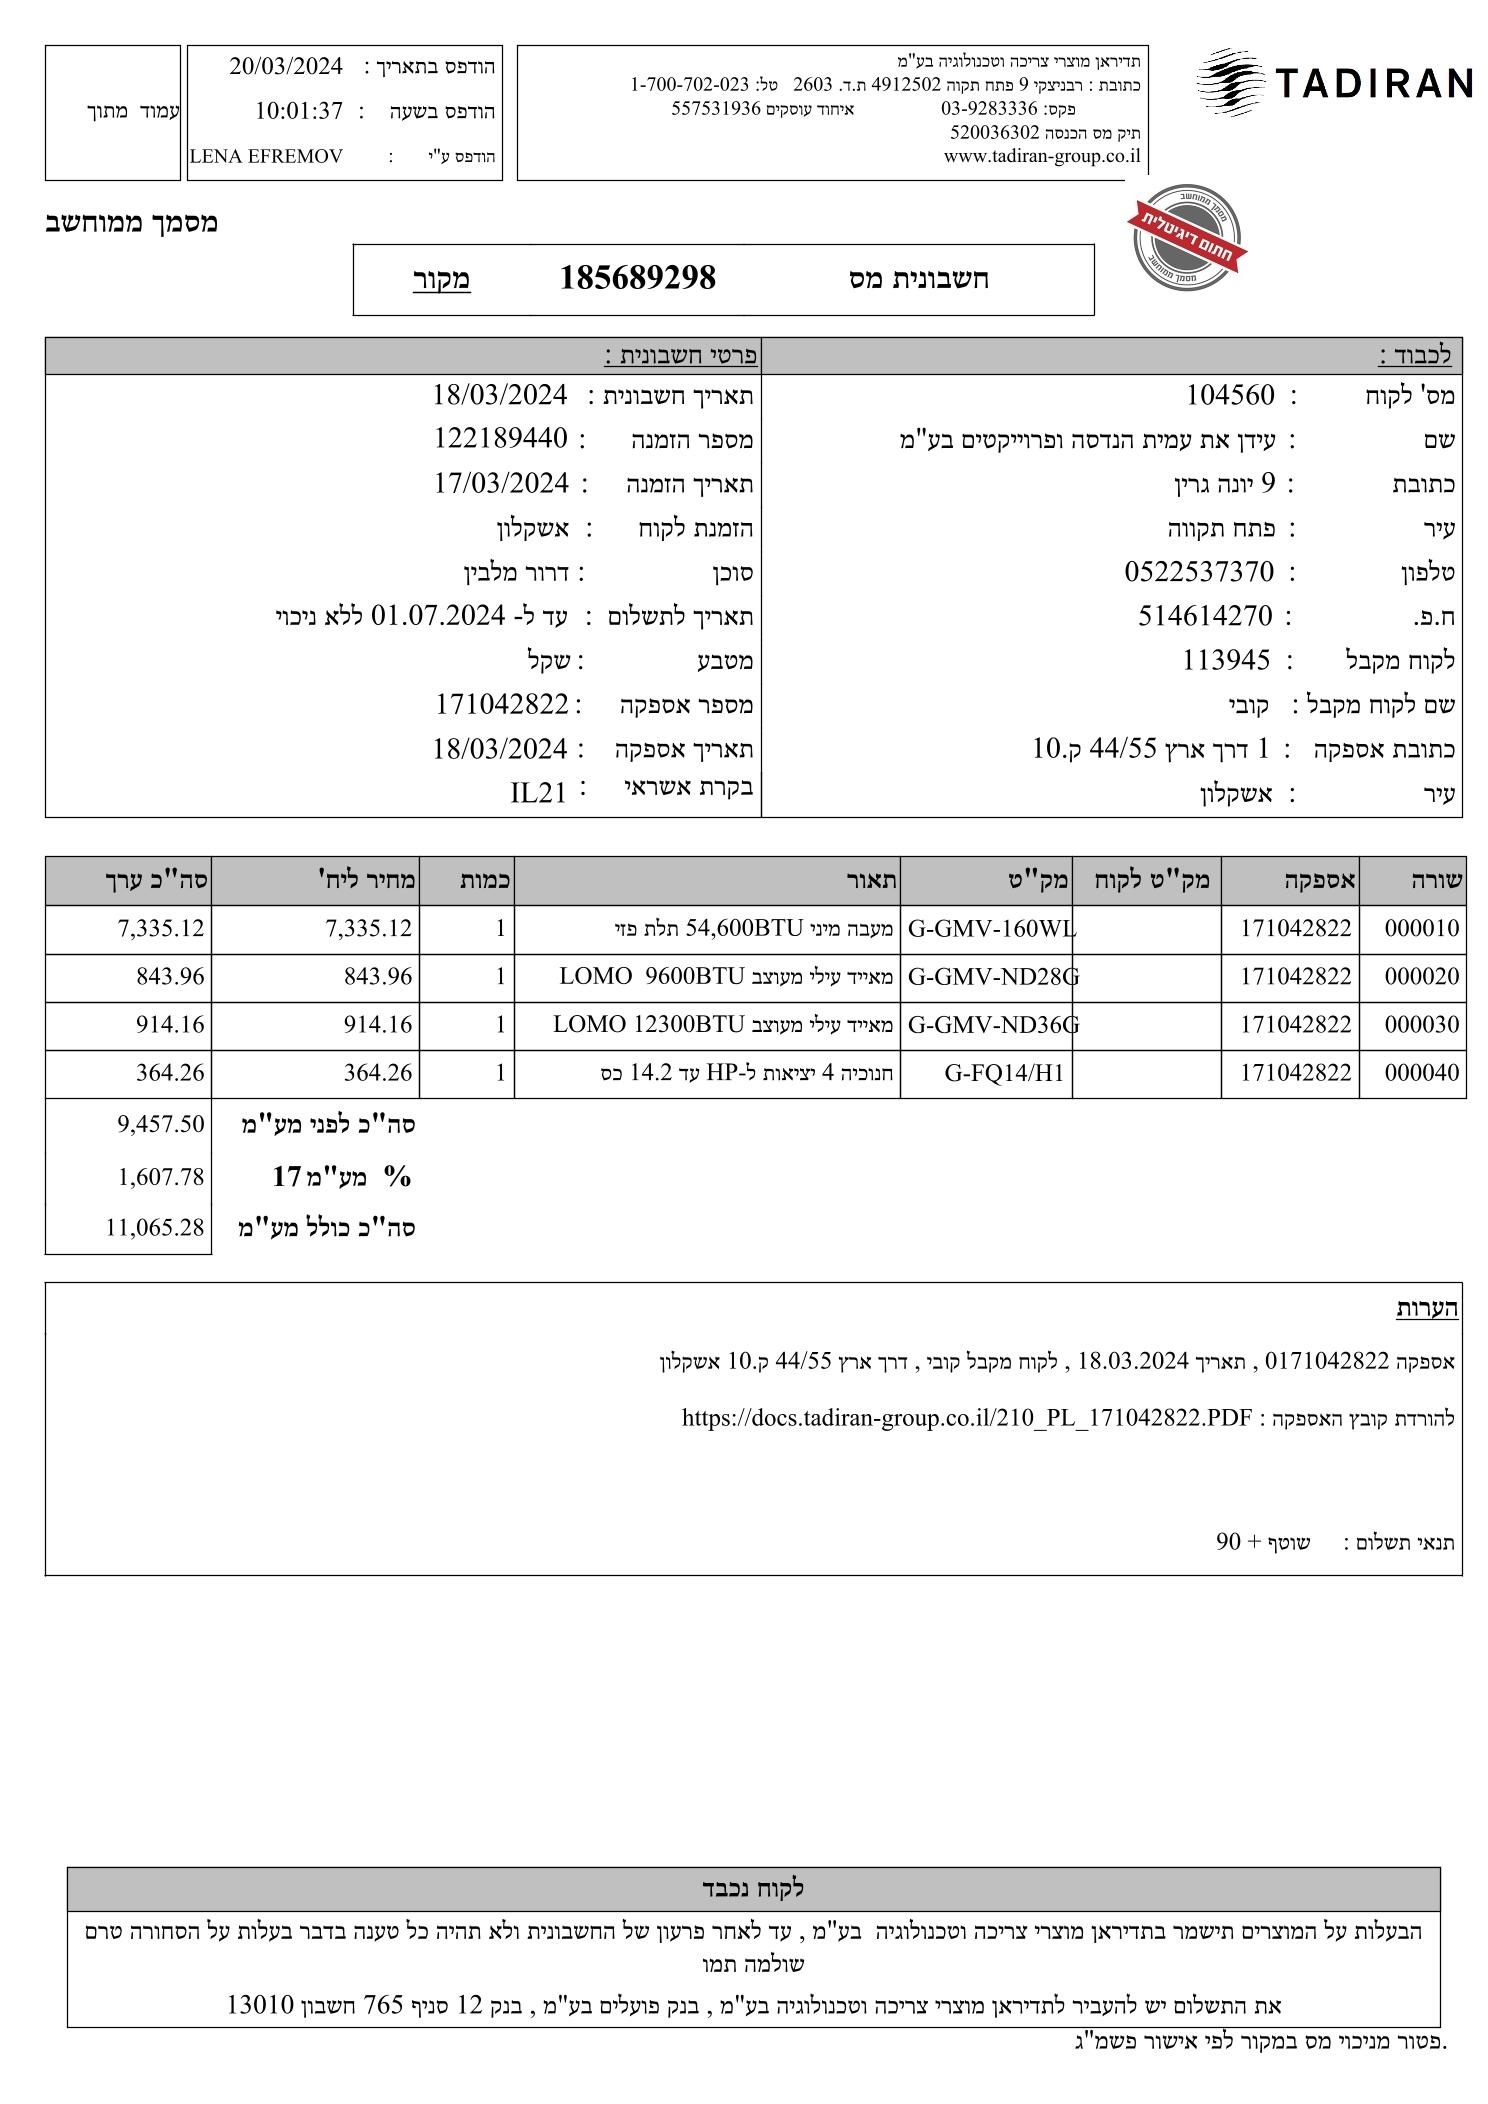 TADIRAN
תדיראן מוצרי צריכה וטכנולוגיה בע"מ
כתובת : רבניצקי 9 פתח תקוה 4912502 ת.ד. 2603 טל: 1-700-702-023
פקס: 03-9283336 איחוד עוסקים 557531936
תיק מס הכנסה 520036302
www.tadiran-group.co.il
הודפס בתאריך : 20/03/2024
הודפס בשעה : 10:01:37
הודפס ע"י : LENA EFREMOV
עמוד מתוך
מסמך ממוחשב
מסמך ממוחשב
חתום דיגיטלית
מסמך ממוחשב
חשבונית מס 185689298 מקור
לכבוד :
מס' לקוח : 104560
שם : עידן את עמית הנדסה ופרוייקטים בע"מ
כתובת : 9 יונה גרין
עיר : פתח תקווה
טלפון : 0522537370
ח.פ. : 514614270
לקוח מקבל : 113945
שם לקוח מקבל : קובי
כתובת אספקה : 1 דרך ארץ 44/55 ק.10
עיר : אשקלון
פרטי חשבונית :
תאריך חשבונית : 18/03/2024
מספר הזמנה : 122189440
תאריך הזמנה : 17/03/2024
הזמנת לקוח : אשקלון
סוכן : דרור מלבין
תאריך לתשלום : עד ל- 01.07.2024 ללא ניכוי
מטבע : שקל
מספר אספקה : 171042822
תאריך אספקה : 18/03/2024
בקרת אשראי : IL21
שורה אספקה מק"ט לקוח מק"ט תאור כמות מחיר ליח' סה"כ ערך
000010 171042822 G-GMV-160WL מעבה מיני 54,600BTU תלת פזי 1 7,335.12 7,335.12
000020 171042822 G-GMV-ND28G מאייד עילי מעוצב LOMO 9600BTU 1 843.96 843.96
000030 171042822 G-GMV-ND36G מאייד עילי מעוצב LOMO 12300BTU 1 914.16 914.16
000040 171042822 G-FQ14/H1 חנוכיה 4 יציאות ל-HP עד 14.2 כס 1 364.26 364.26
סה"כ לפני מע"מ 9,457.50
% מע"מ 17 1,607.78
סה"כ כולל מע"מ 11,065.28
הערות
אספקה 0171042822 , תאריך 18.03.2024 , לקוח מקבל קובי , דרך ארץ 44/55 ק.10 אשקלון
להורדת קובץ האספקה : https://docs.tadiran-group.co.il/210_PL_171042822.PDF
תנאי תשלום : שוטף + 90
לקוח נכבד
הבעלות על המוצרים תישמר בתדיראן מוצרי צריכה וטכנולוגיה בע"מ , עד לאחר פרעון של החשבונית ולא תהיה כל טענה בדבר בעלות על הסחורה טרם
שולמה תמו
את התשלום יש להעביר לתדיראן מוצרי צריכה וטכנולוגיה בע"מ , בנק פועלים בע"מ , בנק 12 סניף 765 חשבון 13010
פטור מניכוי מס במקור לפי אישור פשמ"ג.